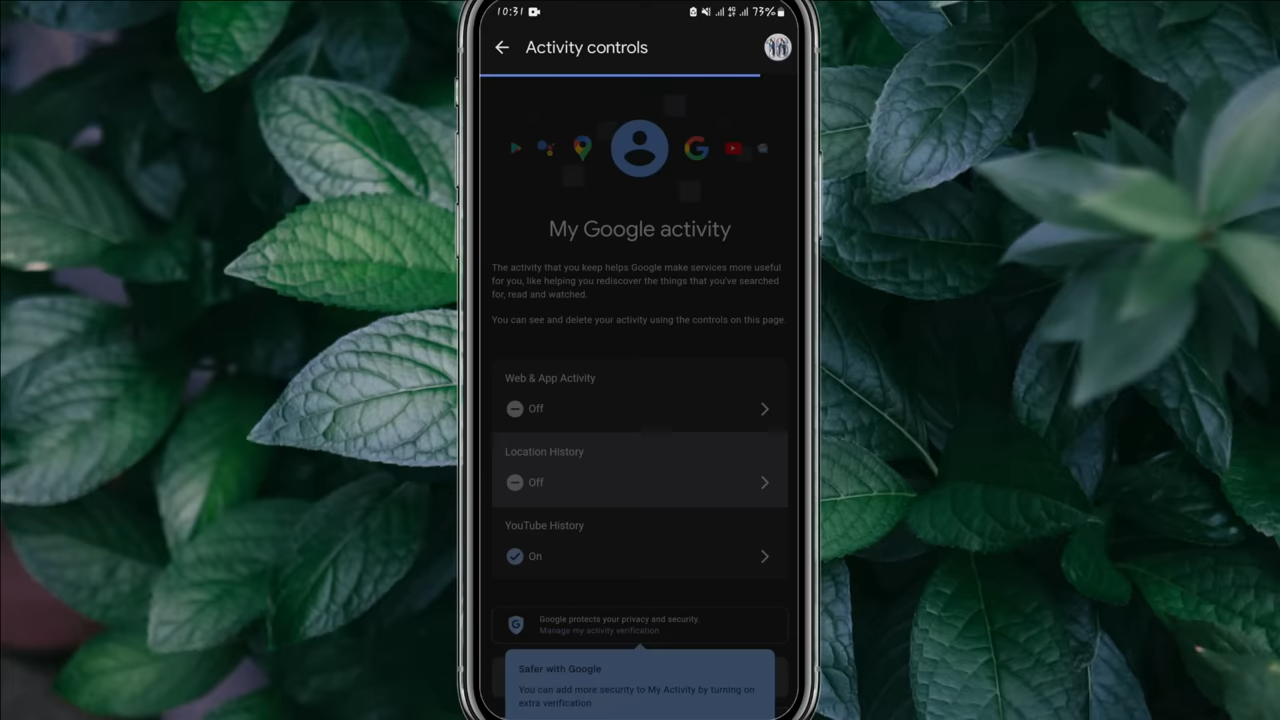 10:31 4G 73%
Activity controls
My Google activity
The activity that you keep helps Google make services more useful
for you, like helping you rediscover the things that you've searched
for, read and watched.
You can see and delete your activity using the controls on this page.
Web & App Activity
Off
Location History
Off
YouTube History
On
Google protects your privacy and security.
Manage my activity verification
Safer with Google
You can add more security to My Activity by turning on
extra verification